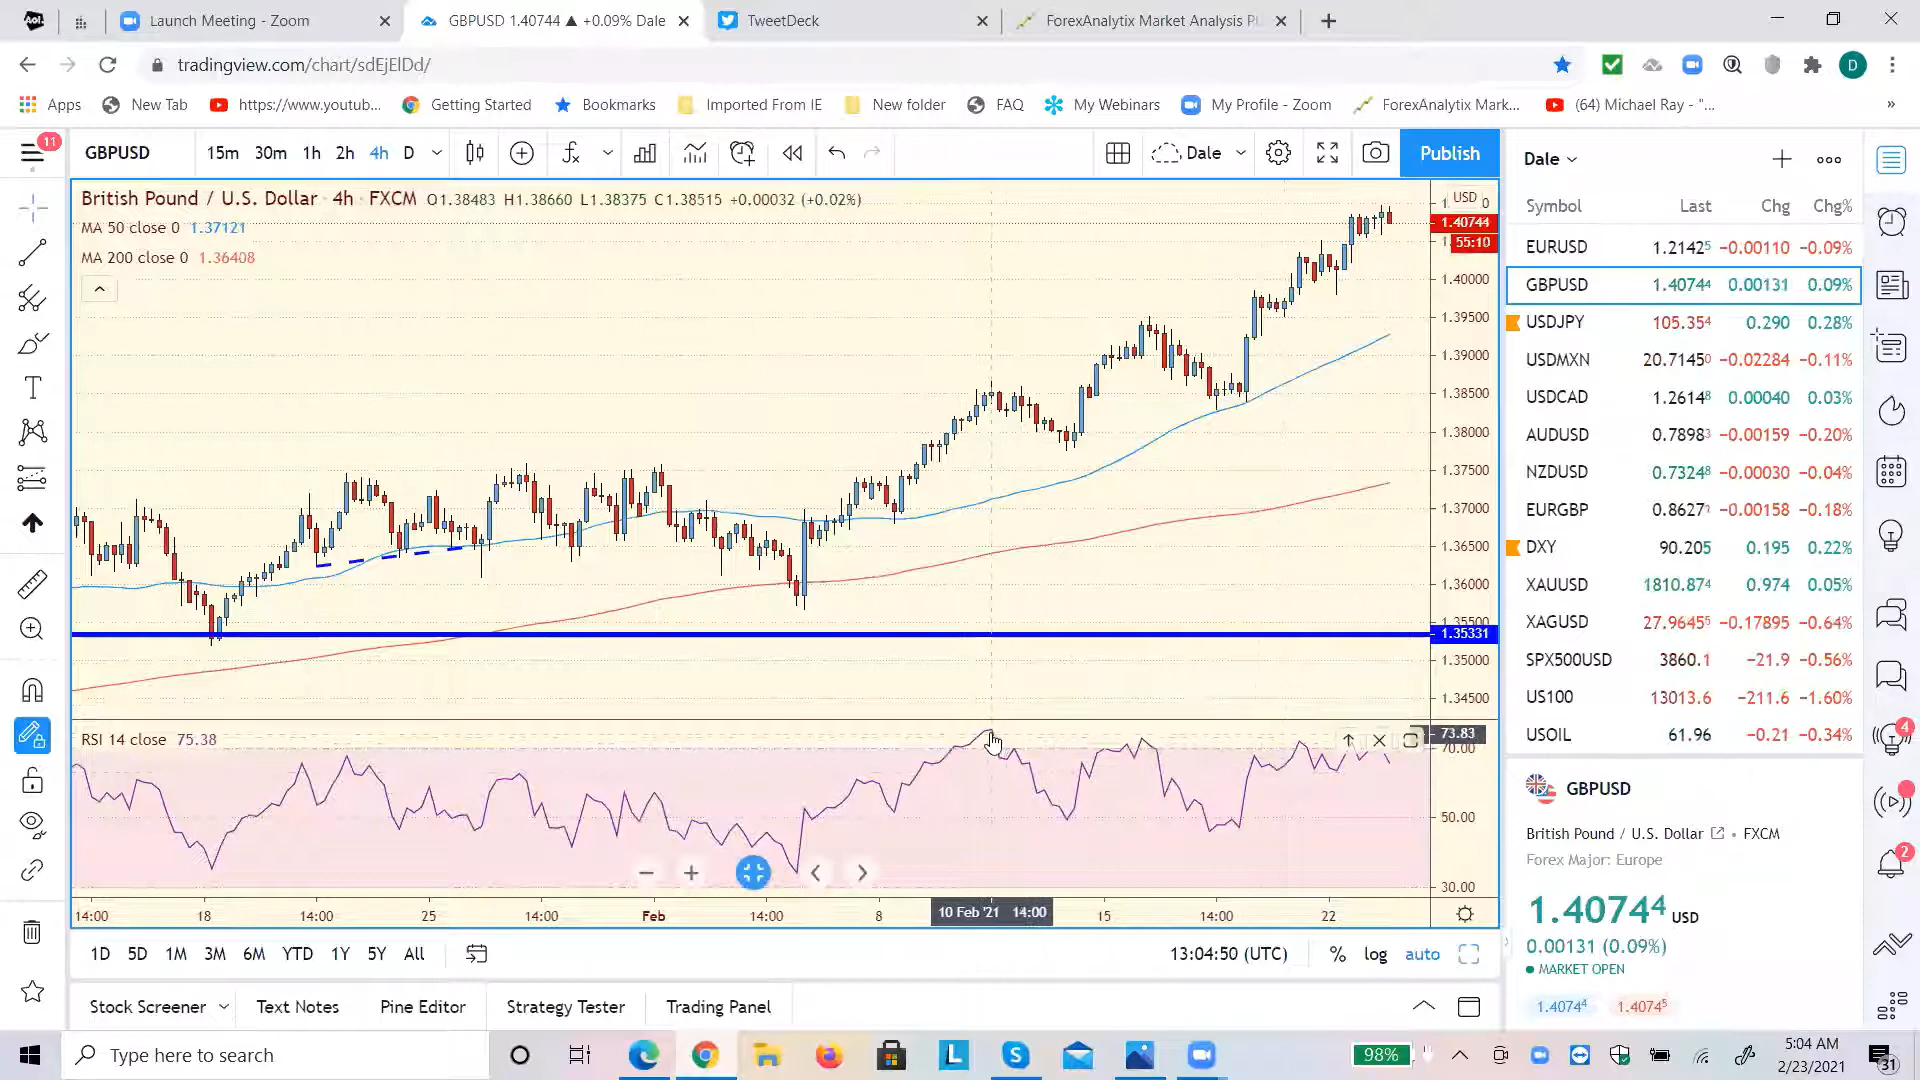 Launch Meeting - Zoom
GBPUSD 1.40744 ▲ +0.09% Dale
TweetDeck
ForexAnalytix Market Analysis Pl
tradingview.com/chart/sdEjElDd/
D
Apps
New Tab
https://www.youtub...
Getting Started
Bookmarks
Imported From IE
New folder
FAQ
My Webinars
My Profile - Zoom
ForexAnalytix Mark...
(64) Michael Ray - "...
»
11
GBPUSD
15m 30m 1h 2h 4h D
Dale
Publish
Dale
British Pound / U.S. Dollar · 4h · FXCM O1.38483 H1.38660 L1.38375 C1.38515 +0.00032 (+0.02%)
MA 50 close 0 1.37121
MA 200 close 0 1.36408
USD
1.40744
55:10
1.40000
1.39500
1.39000
1.38500
1.38000
1.37500
1.37000
1.36500
1.36000
1.35500
1.35331
1.35000
1.34500
RSI 14 close 75.38
73.83
70.00
50.00
30.00
14:00 18 14:00 25 14:00 Feb 14:00 8 10 Feb '21 14:00 15 14:00 22
Symbol Last Chg Chg%
EURUSD 1.21425 −0.00110 −0.09%
GBPUSD 1.40744 0.00131 0.09%
USDJPY 105.354 0.290 0.28%
USDMXN 20.71450 −0.02284 −0.11%
USDCAD 1.26148 0.00040 0.03%
AUDUSD 0.78983 −0.00159 −0.20%
NZDUSD 0.73248 −0.00030 −0.04%
EURGBP 0.86271 −0.00158 −0.18%
DXY 90.205 0.195 0.22%
XAUUSD 1810.874 0.974 0.05%
XAGUSD 27.96455 −0.17895 −0.64%
SPX500USD 3860.1 −21.9 −0.56%
US100 13013.6 −211.6 −1.60%
USOIL 61.96 −0.21 −0.34%
4
2
GBPUSD
British Pound / U.S. Dollar • FXCM
Forex Major: Europe
1.40744 USD
0.00131 (0.09%)
MARKET OPEN
1.40744 1.40745
1D 5D 1M 3M 6M YTD 1Y 5Y All
13:04:50 (UTC) % log auto
Stock Screener
Text Notes
Pine Editor
Strategy Tester
Trading Panel
Type here to search
98%
5:04 AM
2/23/2021
31